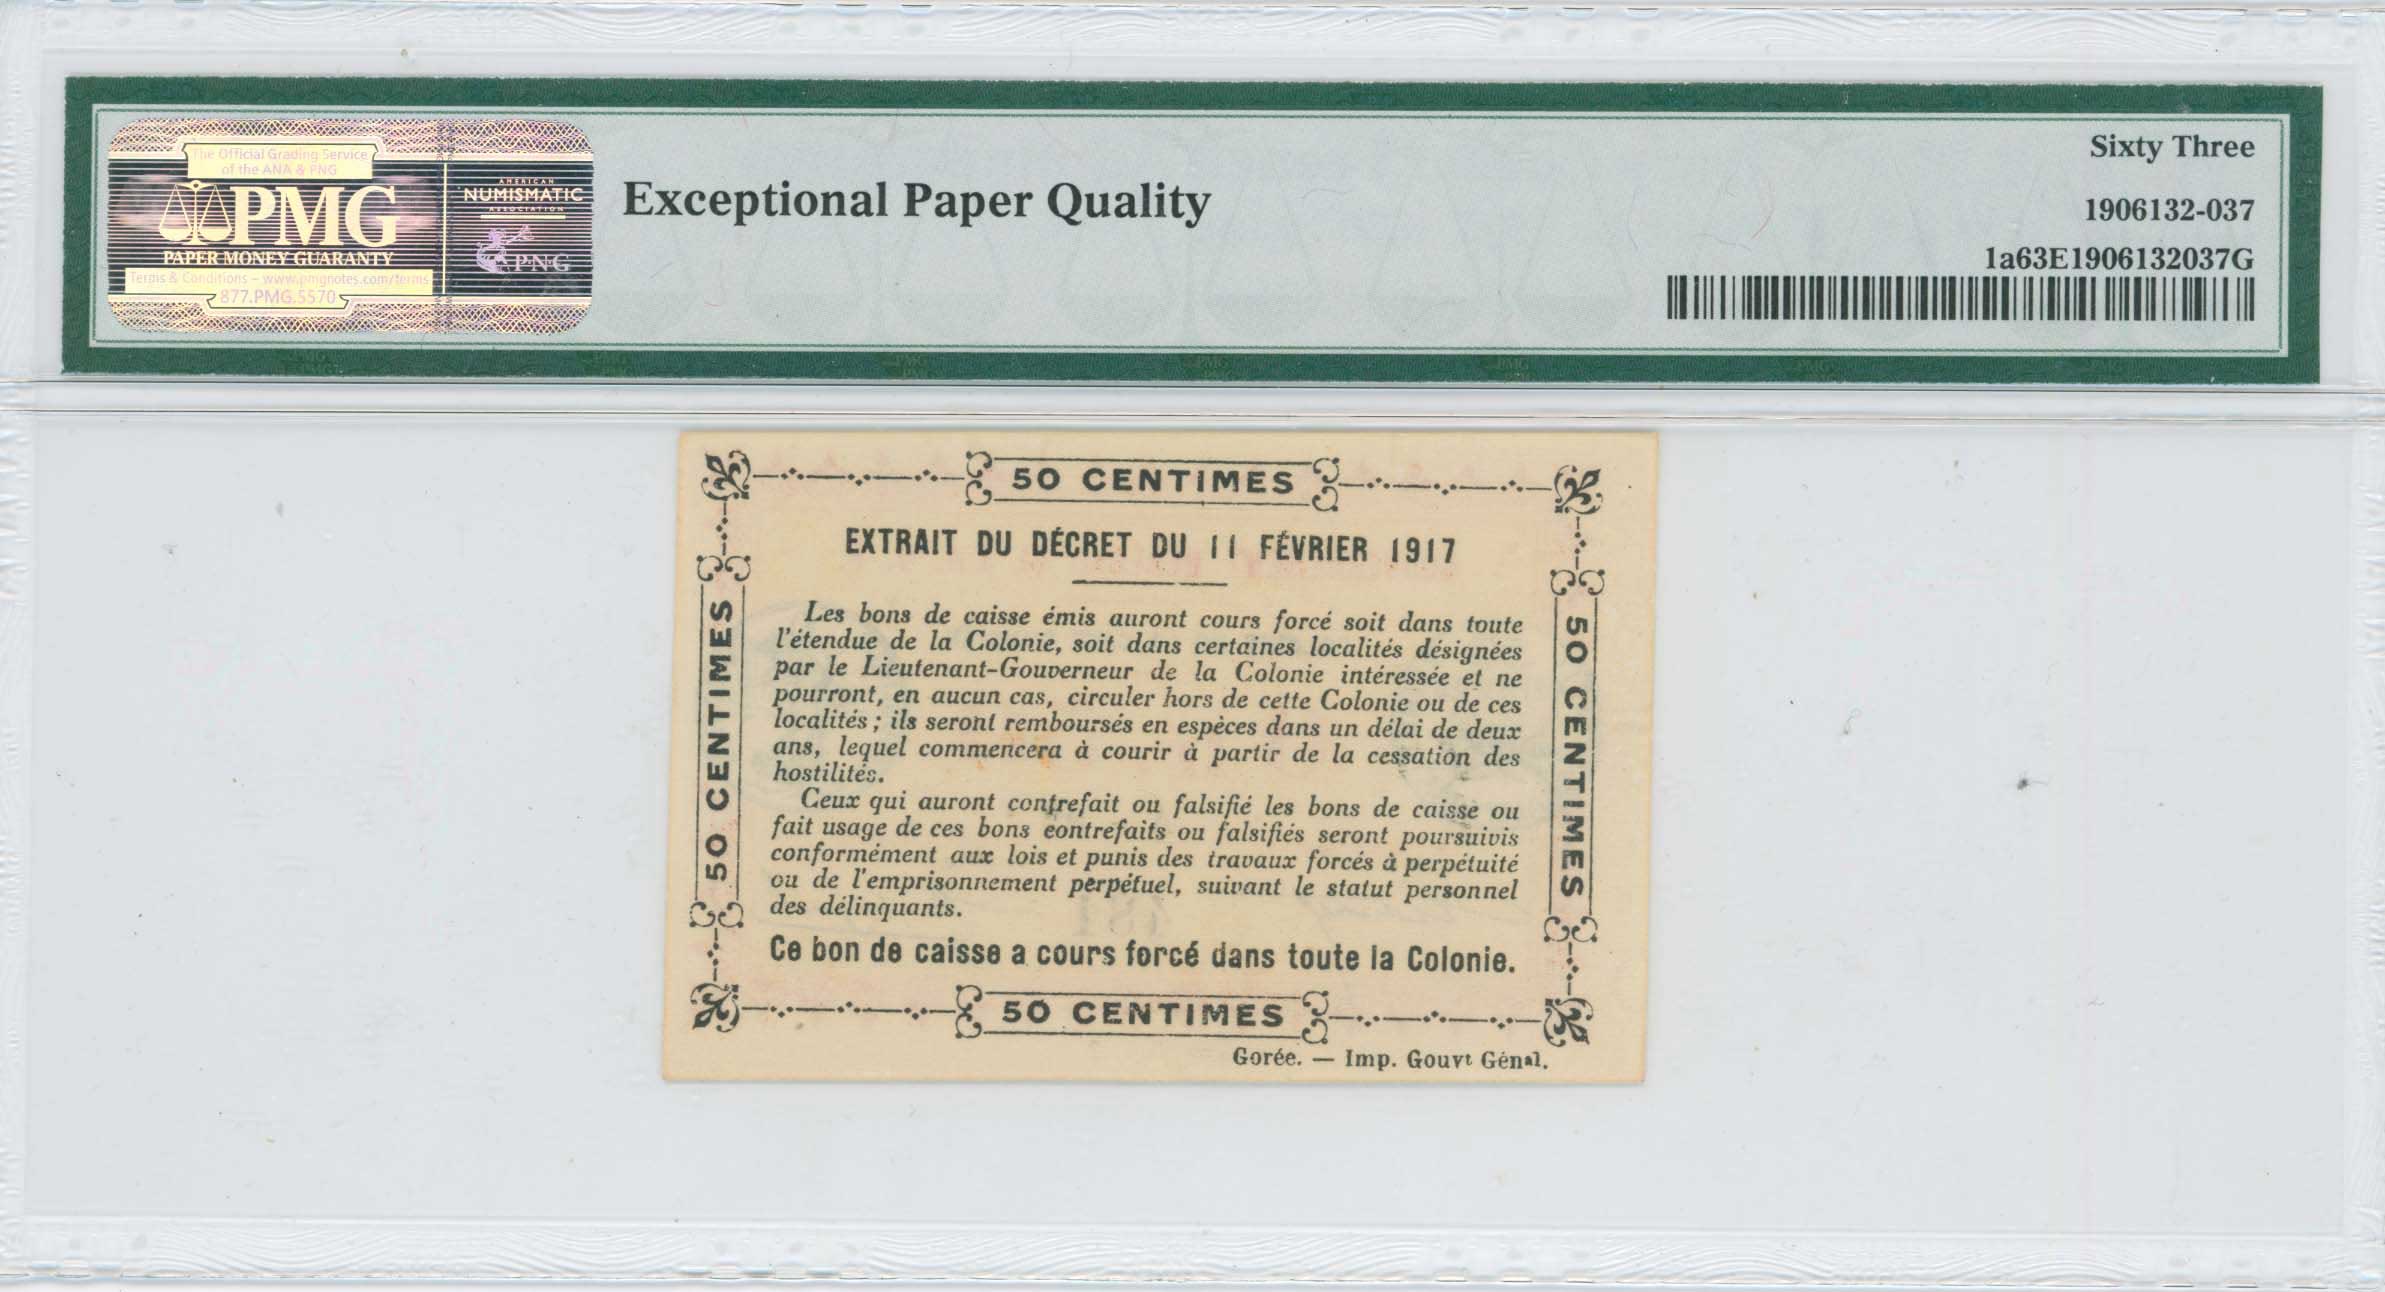 The Official Grading Service
of the ANA & PNG
PMG
PAPER MONEY GUARANTY
Terms & Conditions – www.pmgnotes.com/terms
877.PMG.5570
AMERICAN
NUMISMATIC
ASSOCIATION
P·N·G
Exceptional Paper Quality
Sixty Three
1906132-037
1a63E1906132037G
50 CENTIMES
EXTRAIT DU DÉCRET DU 11 FÉVRIER 1917
50 CENTIMES
50 CENTIMES
Les bons de caisse émis auront cours forcé soit dans toute
l'étendue de la Colonie, soit dans certaines localités désignées
par le Lieutenant-Gouverneur de la Colonie intéressée et ne
pourront, en aucun cas, circuler hors de cette Colonie ou de ces
localités ; ils seront remboursés en espèces dans un délai de deux
ans, lequel commencera à courir à partir de la cessation des
hostilités.
Ceux qui auront contrefait ou falsifié les bons de caisse ou
fait usage de ces bons eontrefaits ou falsifiés seront poursuivis
conformément aux lois et punis des travaux forcés à perpétuité
ou de l'emprisonnement perpétuel, suivant le statut personnel
des délinquants.
Ce bon de caisse a cours forcé dans toute la Colonie.
50 CENTIMES
Gorée. — Imp. Gouvt Génal.